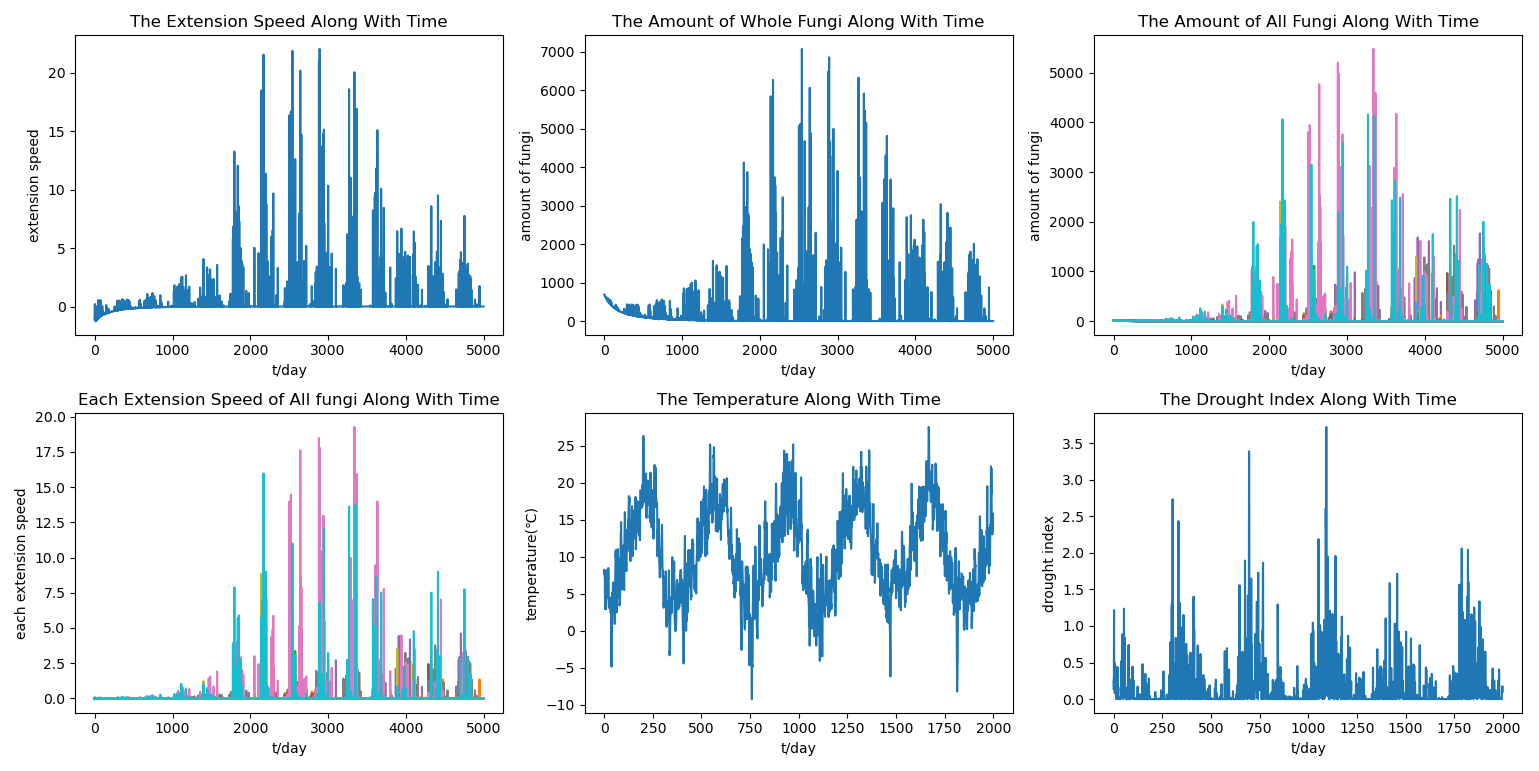 The Extension Speed Along With Time
extension speed
20
15
10
5
0
0 1000 2000 3000 4000 5000
t/day
The Amount of Whole Fungi Along With Time
amount of fungi
7000
6000
5000
4000
3000
2000
1000
0
0 1000 2000 3000 4000 5000
t/day
The Amount of All Fungi Along With Time
amount of fungi
5000
4000
3000
2000
1000
0
0 1000 2000 3000 4000 5000
t/day
Each Extension Speed of All fungi Along With Time
each extension speed
20.0
17.5
15.0
12.5
10.0
7.5
5.0
2.5
0.0
0 1000 2000 3000 4000 5000
t/day
The Temperature Along With Time
temperature(℃)
25
20
15
10
5
0
−5
−10
0 250 500 750 1000 1250 1500 1750 2000
t/day
The Drought Index Along With Time
drought index
3.5
3.0
2.5
2.0
1.5
1.0
0.5
0.0
0 250 500 750 1000 1250 1500 1750 2000
t/day